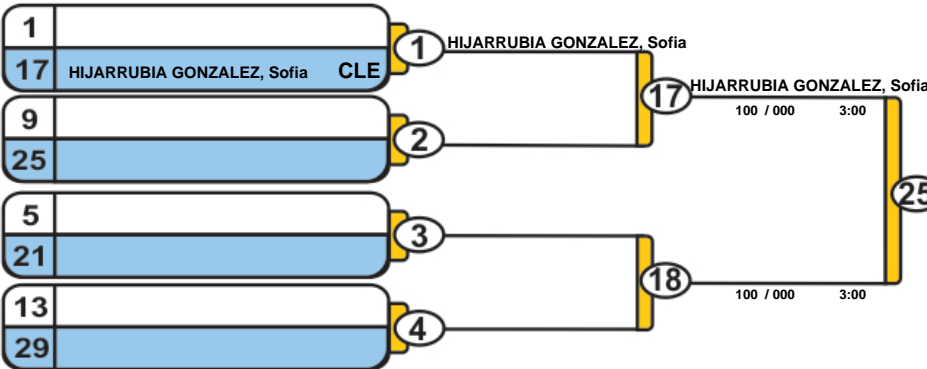 1
17 HIJARRUBIA GONZALEZ, Sofia CLE
1 HIJARRUBIA GONZALEZ, Sofia
9
25
2
17 HIJARRUBIA GONZALEZ, Sofia
100 / 000 3:00
5
21
3
25
13
29
4
18
100 / 000 3:00